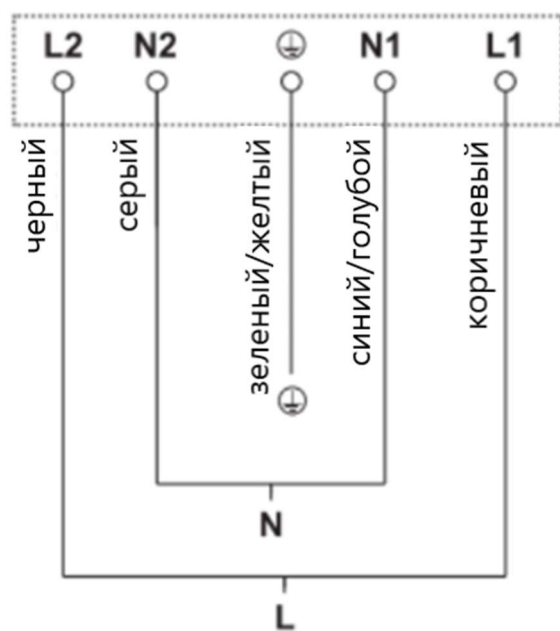 L2 N2 N1 L1
черный
серый
зеленый/желтый
синий/голубой
коричневый
N
L